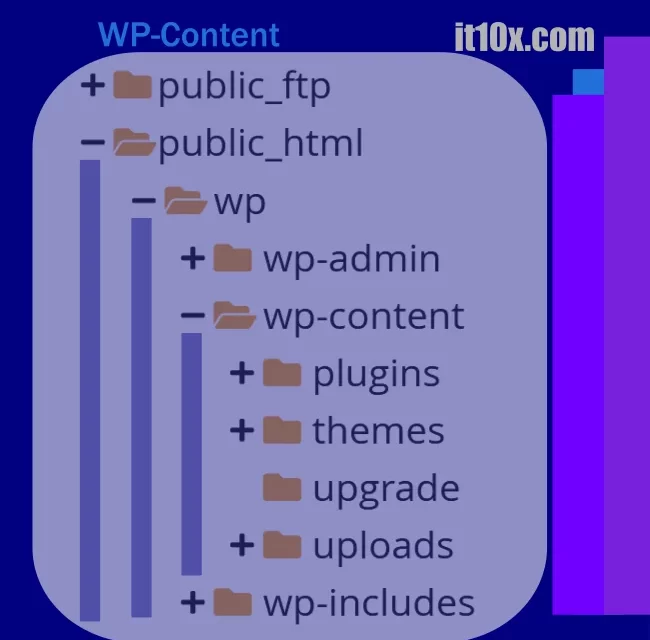 WP-Content
it10x.com
public_ftp
public_html
wp
wp-admin
wp-content
plugins
themes
upgrade
uploads
wp-includes